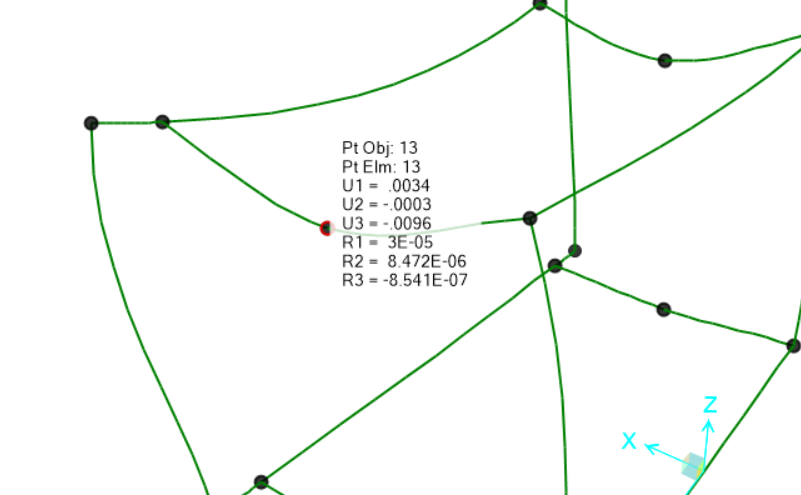 Pt Obj: 13
Pt Elm: 13
U1 = .0034
U2 = -.0003
U3 = -.0096
R1 = 3E-05
R2 = 8.472E-06
R3 = -8.541E-07
Z
X